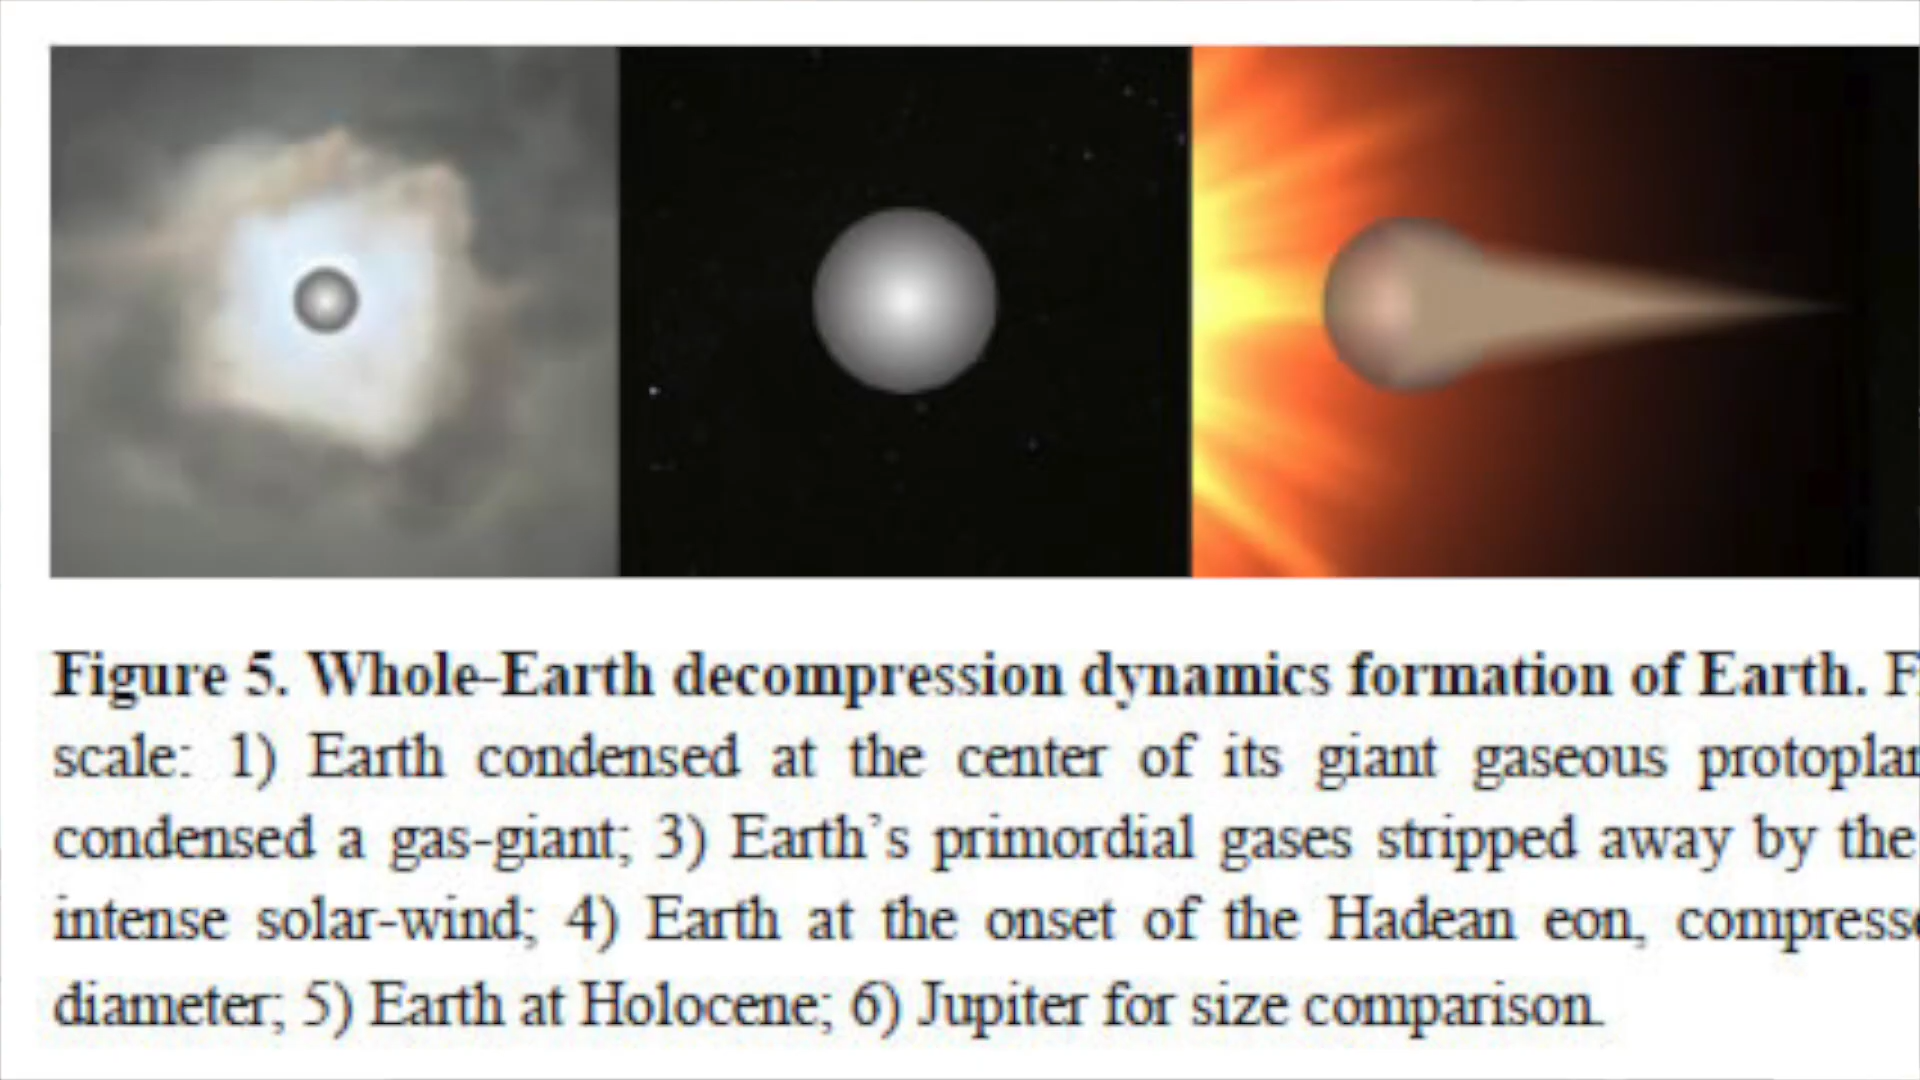 Figure 5. Whole-Earth decompression dynamics formation of Earth.
scale: 1) Earth condensed at the center of its giant gaseous
condensed a gas-giant; 3) Earth’s primordial gases stripped away by the
intense solar-wind; 4) Earth at the onset of the Hadean eon,
diameter; 5) Earth at Holocene; 6) Jupiter for size comparison.